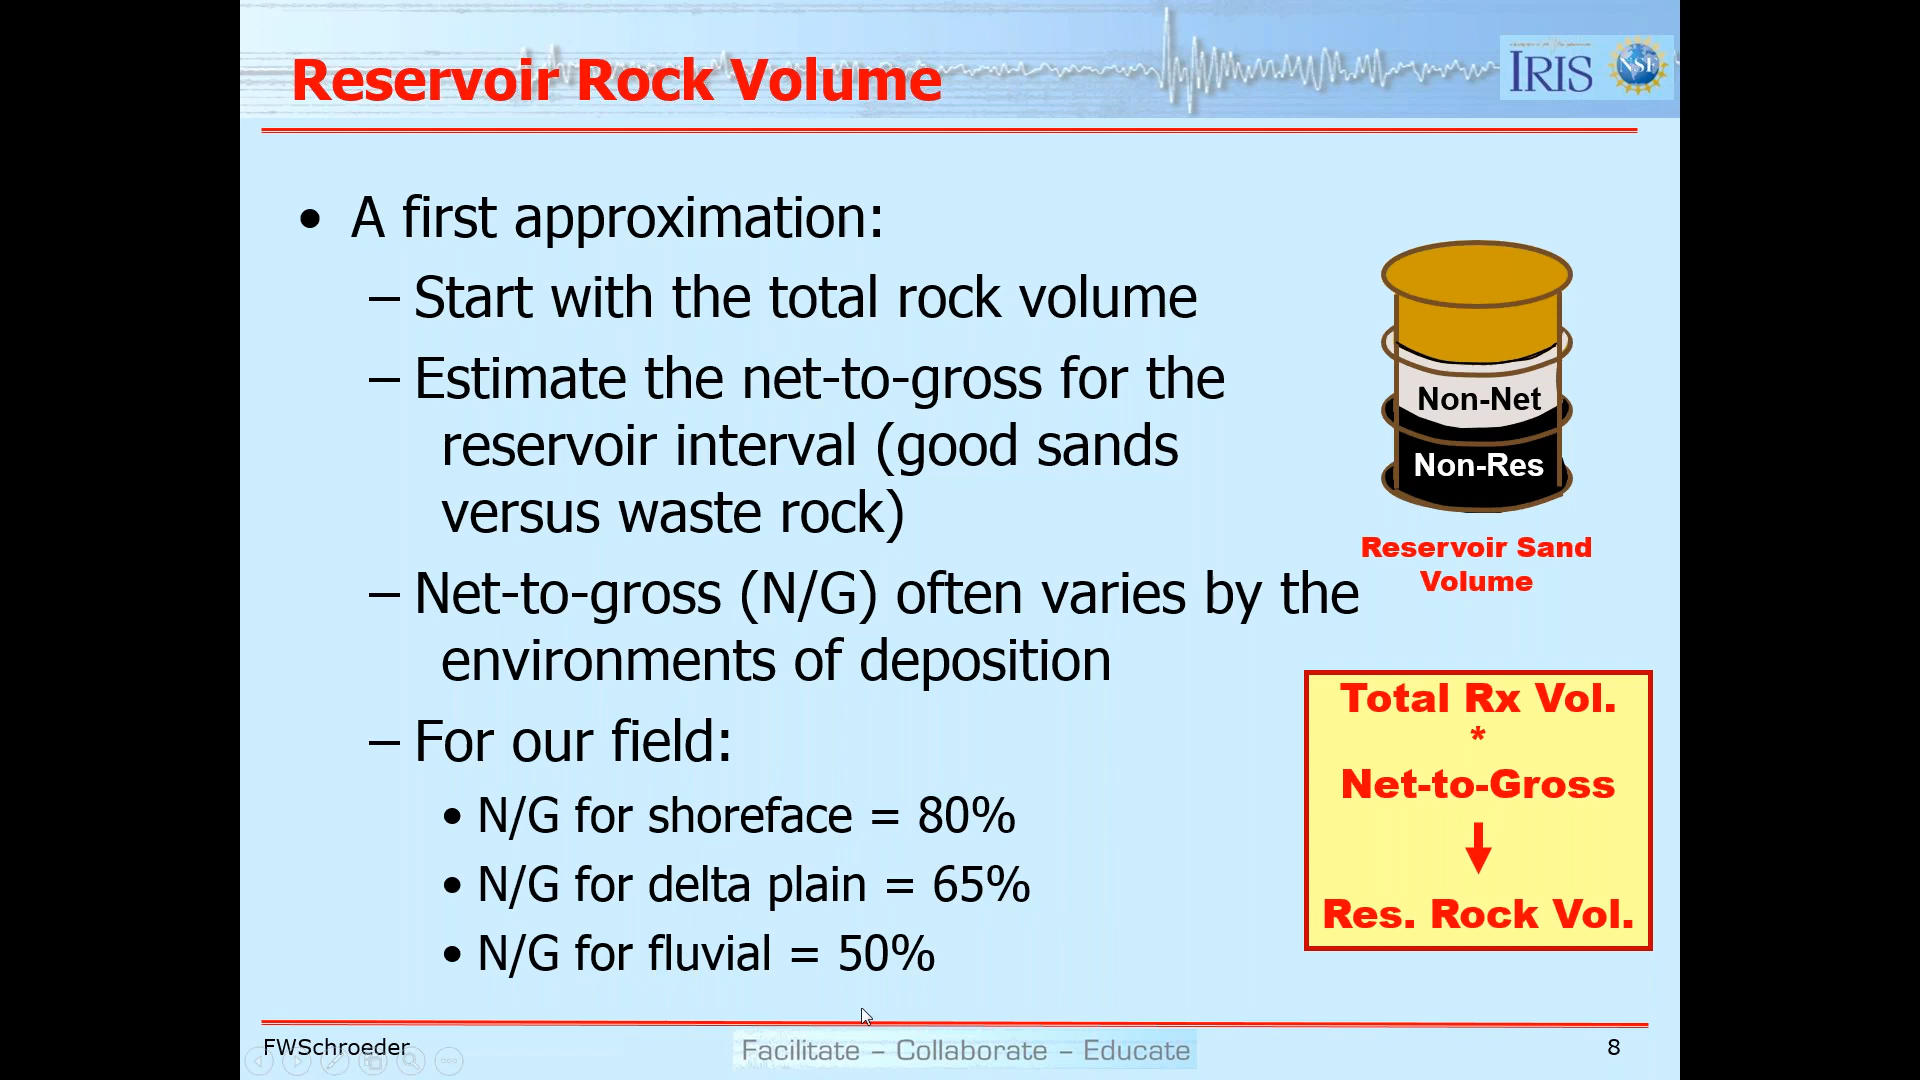 Reservoir Rock Volume
IRIS
NSF
• A first approximation:
– Start with the total rock volume
– Estimate the net-to-gross for the
reservoir interval (good sands
versus waste rock)
– Net-to-gross (N/G) often varies by the
environments of deposition
– For our field:
• N/G for shoreface = 80%
• N/G for delta plain = 65%
• N/G for fluvial = 50%
Non-Net
Non-Res
Reservoir Sand
Volume
Total Rx Vol.
*
Net-to-Gross
Res. Rock Vol.
FWSchroeder
Facilitate – Collaborate – Educate
8